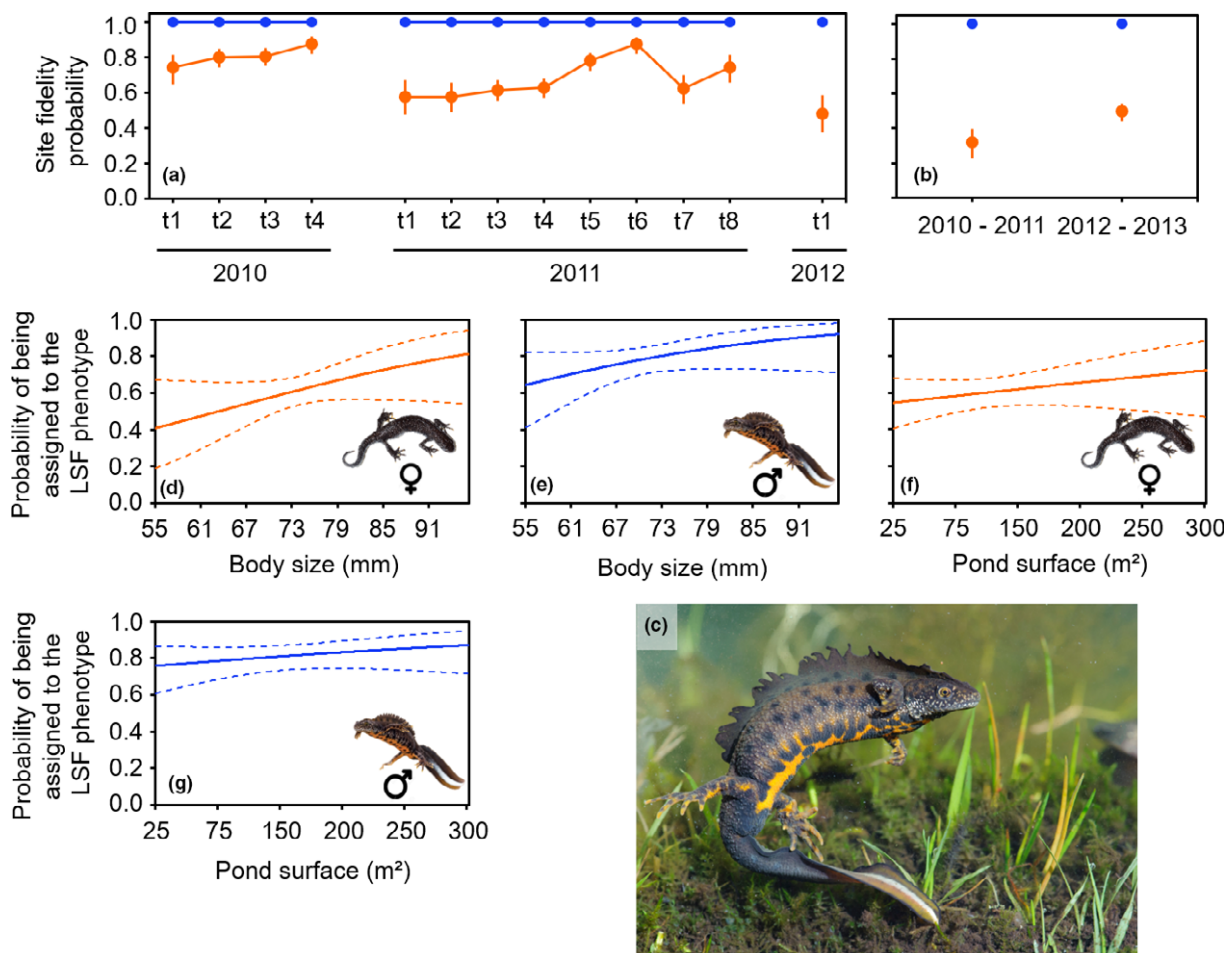 Site fidelity
probability
1.0
0.8
0.6
0.4
0.2
0.0
(a)
t1 t2 t3 t4 t1 t2 t3 t4 t5 t6 t7 t8 t1
2010 2011 2012
(b)
2010 - 2011 2012 - 2013
Probability of being
assigned to the
LSF phenotype
1.0
0.8
0.6
0.4
0.2
0.0
(d)
♀
55 61 67 73 79 85 91
Body size (mm)
(e)
♂
55 61 67 73 79 85 91
Body size (mm)
(f)
♀
25 75 150 200 250 300
Pond surface (m²)
Probability of being
assigned to the
LSF phenotype
1.0
0.8
0.6
0.4
0.2
0.0
(g)
♂
25 75 150 200 250 300
Pond surface (m²)
(c)